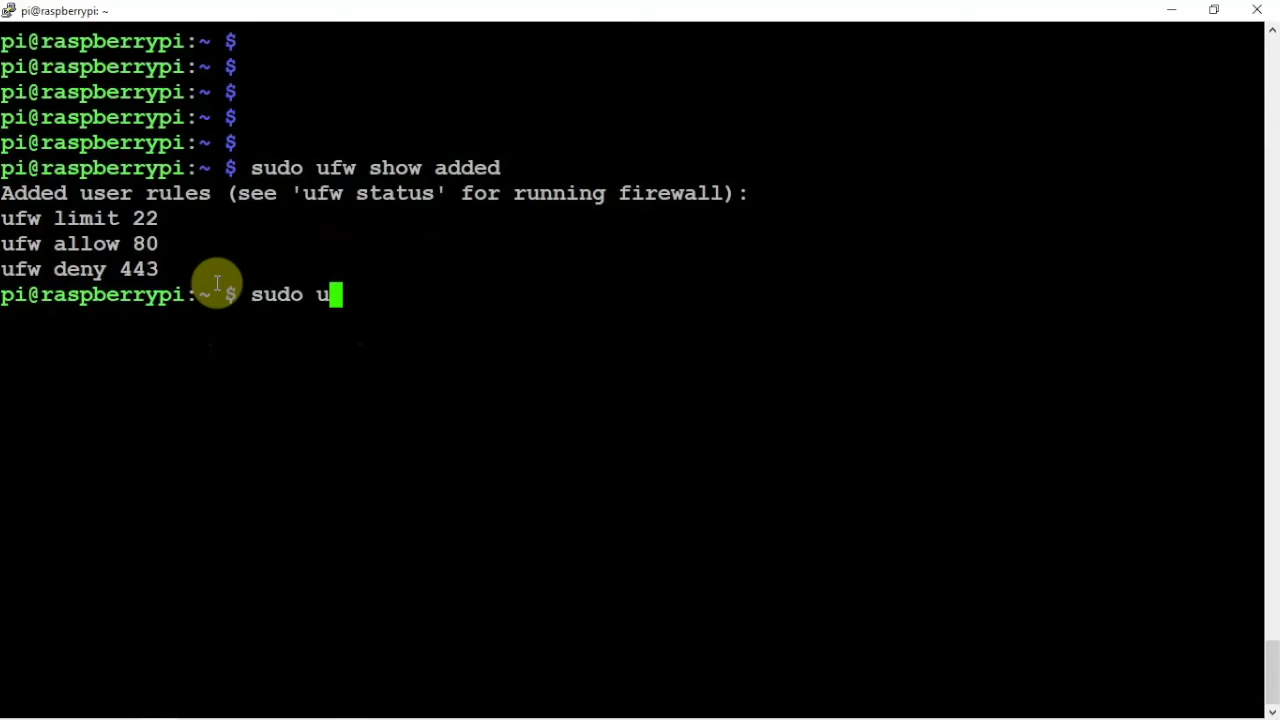 pi@raspberrypi: ~
pi@raspberrypi:~ $
pi@raspberrypi:~ $
pi@raspberrypi:~ $
pi@raspberrypi:~ $
pi@raspberrypi:~ $
pi@raspberrypi:~ $ sudo ufw show added
Added user rules (see 'ufw status' for running firewall):
ufw limit 22
ufw allow 80
ufw deny 443
pi@raspberrypi:~ $ sudo u